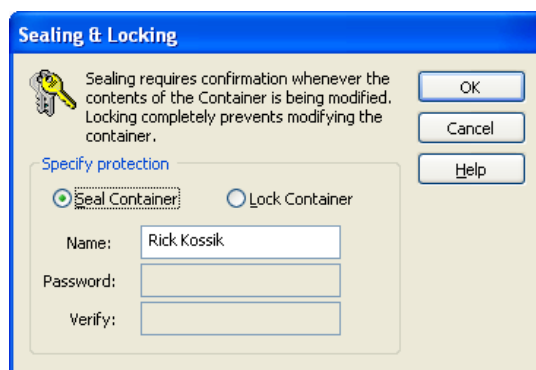 Sealing & Locking
Sealing requires confirmation whenever the
contents of the Container is being modified.
Locking completely prevents modifying the
container.
OK
Cancel
Help
Specify protection
Seal Container Lock Container
Name: Rick Kossik
Password:
Verify: